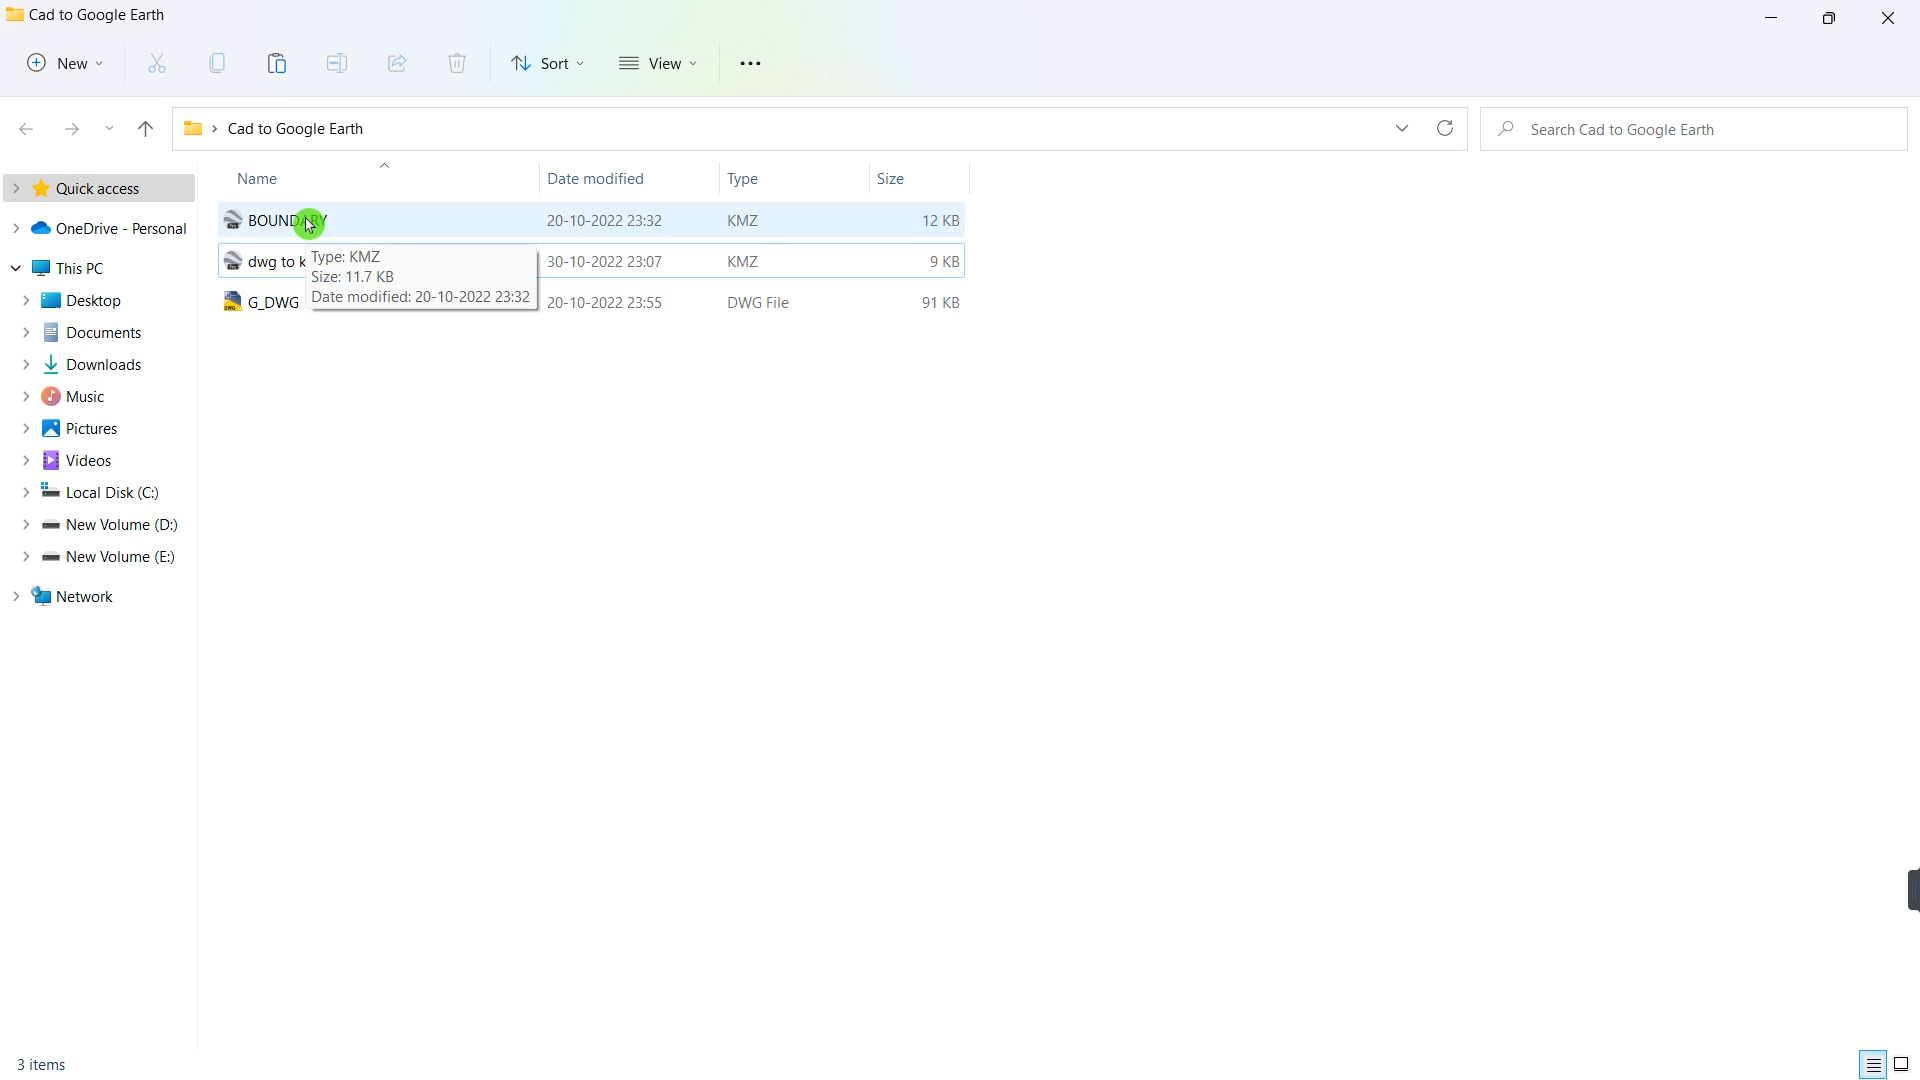 Cad to Google Earth
New
Sort
View
Cad to Google Earth
Search Cad to Google Earth
Name
Date modified
Type
Size
Quick access
OneDrive - Personal
This PC
Desktop
Documents
Downloads
Music
Pictures
Videos
Local Disk (C:)
New Volume (D:)
New Volume (E:)
Network
BOUNDARY 20-10-2022 23:32 KMZ 12 KB
dwg to k 30-10-2022 23:07 KMZ 9 KB
G_DWG 20-10-2022 23:55 DWG File 91 KB
Type: KMZ
Size: 11.7 KB
Date modified: 20-10-2022 23:32
3 items